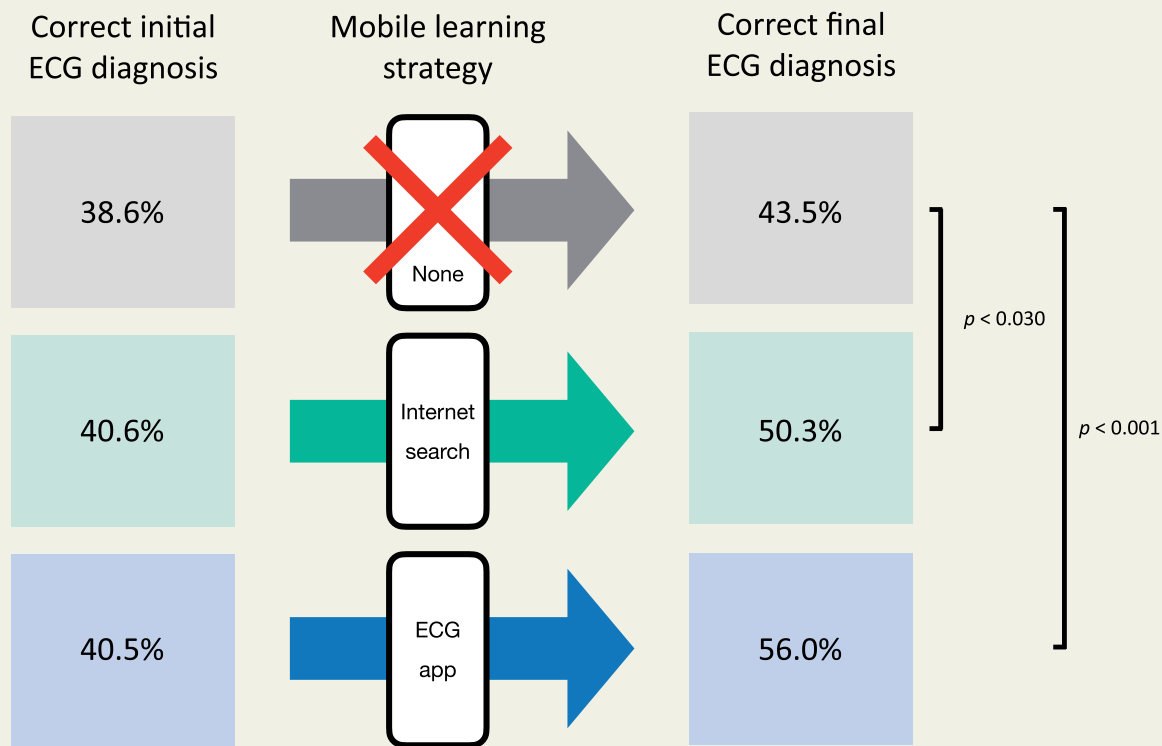 Correct initial
ECG diagnosis
Mobile learning
strategy
Correct final
ECG diagnosis
38.6%
None
43.5%
p < 0.030
40.6%
Internet
search
50.3%
p < 0.001
40.5%
ECG
app
56.0%